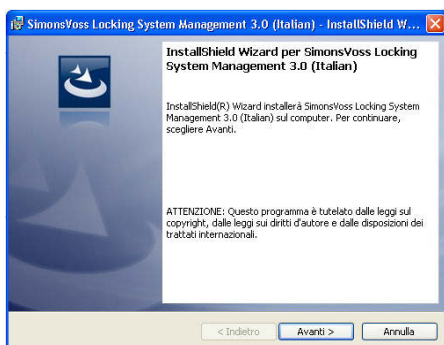 SimonsVoss Locking System Management 3.0 (Italian) - InstallShield W...
InstallShield Wizard per SimonsVoss Locking
System Management 3.0 (Italian)
InstallShield(R) Wizard installerà SimonsVoss Locking System
Management 3.0 (Italian) sul computer. Per continuare,
scegliere Avanti.
ATTENZIONE: Questo programma è tutelato dalle leggi sul
copyright, dalle leggi sui diritti d'autore e dalle disposizioni dei
trattati internazionali.
< Indietro
Avanti >
Annulla